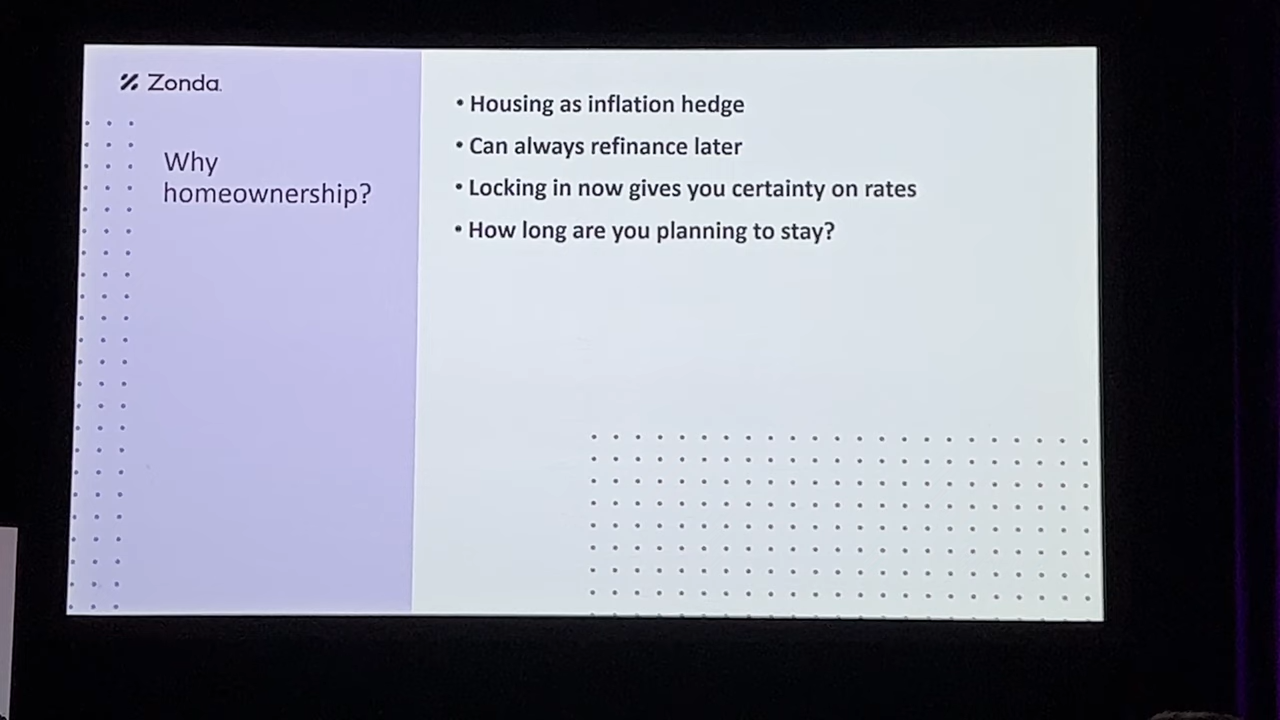 Zonda.
Why
homeownership?
• Housing as inflation hedge
• Can always refinance later
• Locking in now gives you certainty on rates
• How long are you planning to stay?